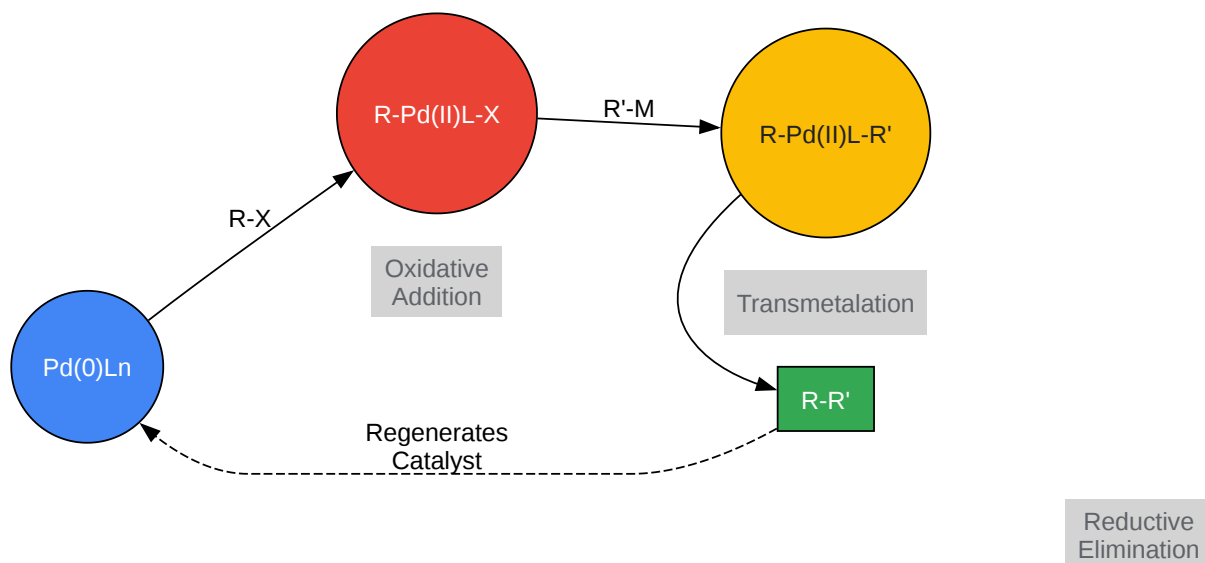 R-Pd(II)L-X
R'-M
R-Pd(II)L-R'
R-X
Oxidative
Addition
Transmetalation
Pd(0)Ln
R-R'
Regenerates
Catalyst
Reductive
Elimination